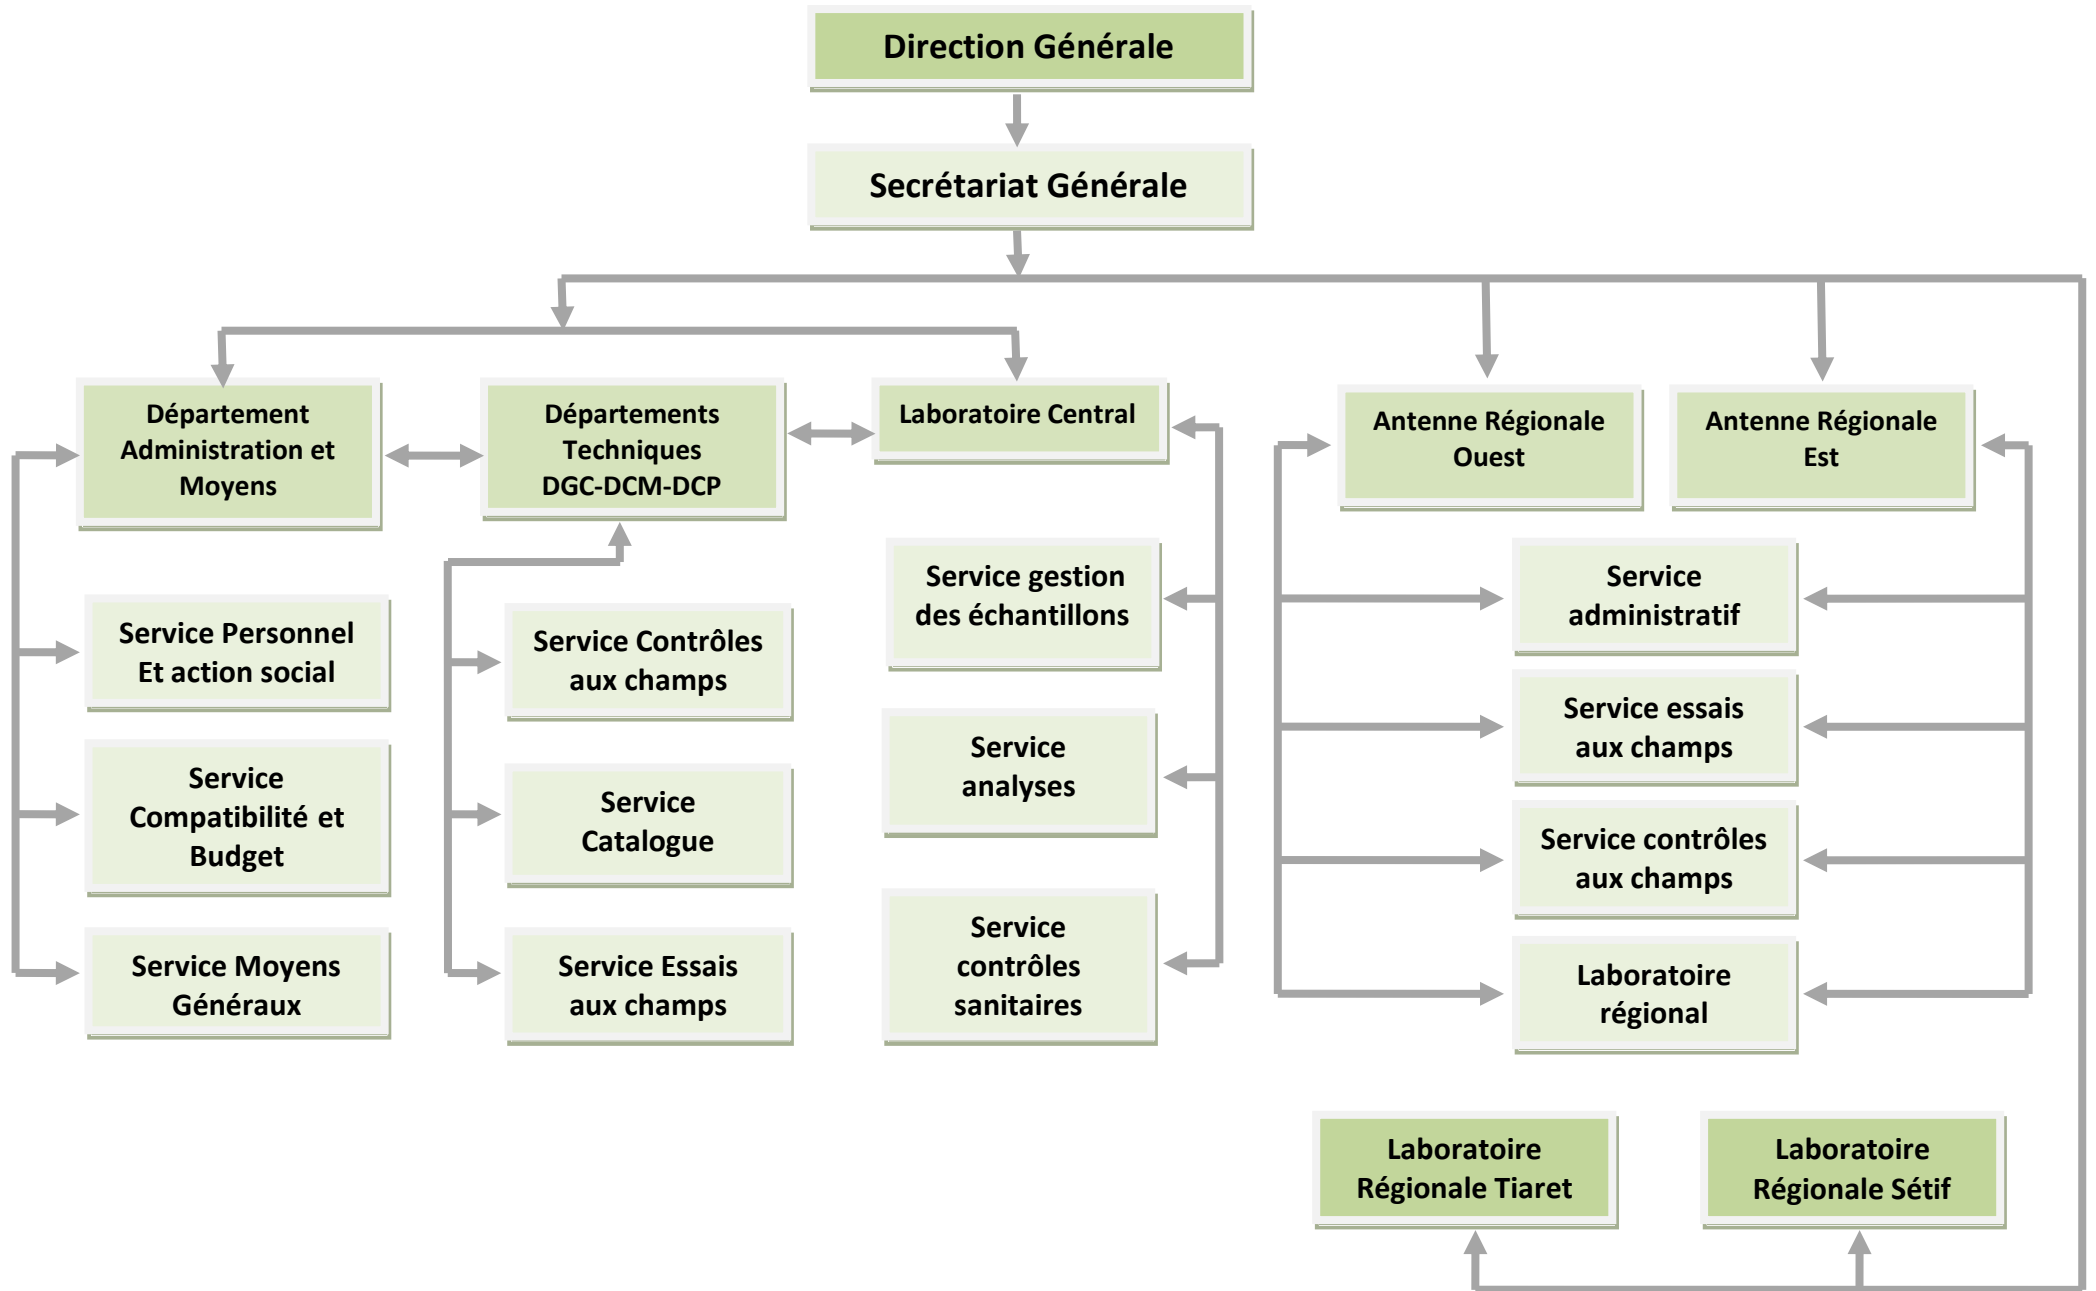 Direction Générale
Secrétariat Générale
Département
Administration et
Moyens
Départements
Techniques
DGC-DCM-DCP
Laboratoire Central
Antenne Régionale
Ouest
Antenne Régionale
Est
Service Personnel
Et action social
Service
Compatibilité et
Budget
Service Moyens
Généraux
Service Contrôles
aux champs
Service
Catalogue
Service Essais
aux champs
Service gestion
des échantillons
Service
analyses
Service
contrôles
sanitaires
Service
administratif
Service essais
aux champs
Service contrôles
aux champs
Laboratoire
régional
Laboratoire
Régionale Tiaret
Laboratoire
Régionale Sétif